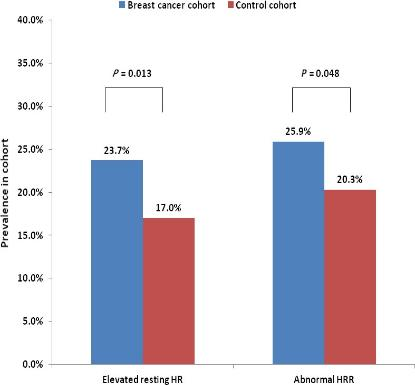 Breast cancer cohort Control cohort
40.0%
35.0%
30.0%
25.0%
20.0%
15.0%
10.0%
5.0%
0.0%
Prevalence in cohort
P = 0.013
P = 0.048
23.7%
17.0%
25.9%
20.3%
Elevated resting HR
Abnormal HRR